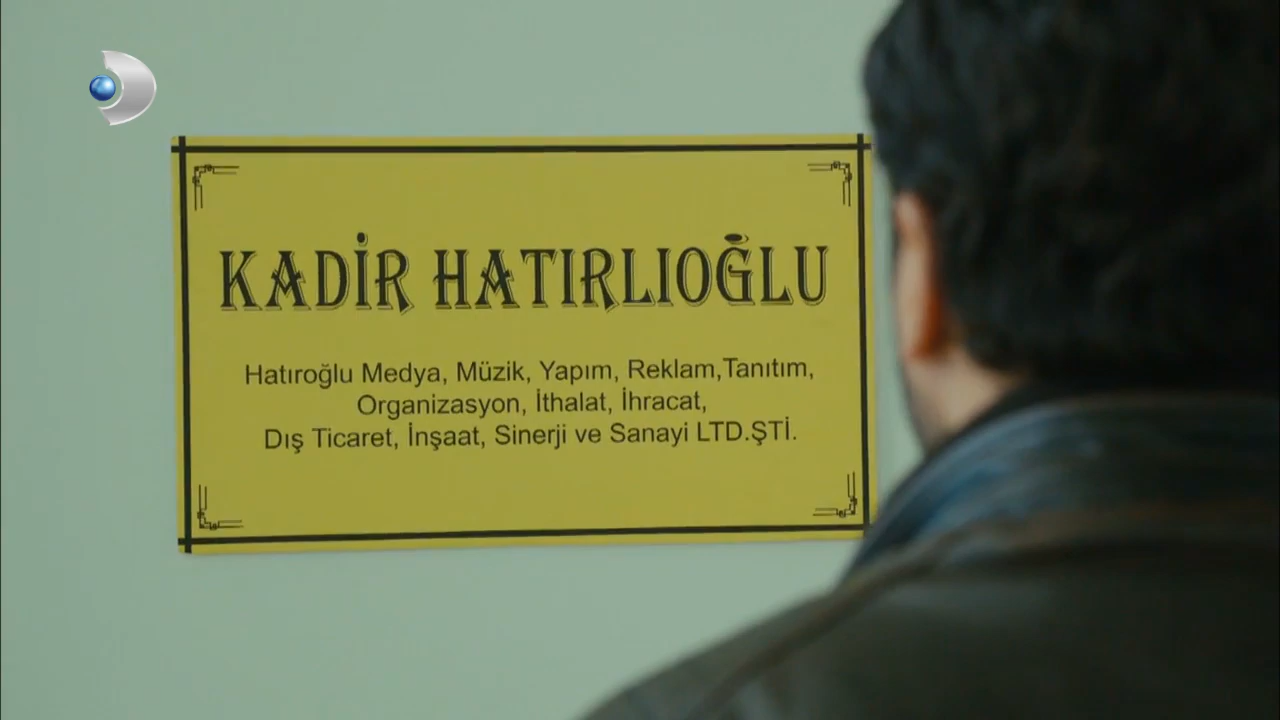 KADİR HATIRLIOĞLU
Hatıroğlu Medya, Müzik, Yapım, Reklam,Tanıtım,
Organizasyon, İthalat, İhracat,
Dış Ticaret, İnşaat, Sinerji ve Sanayi LTD.ŞTİ.